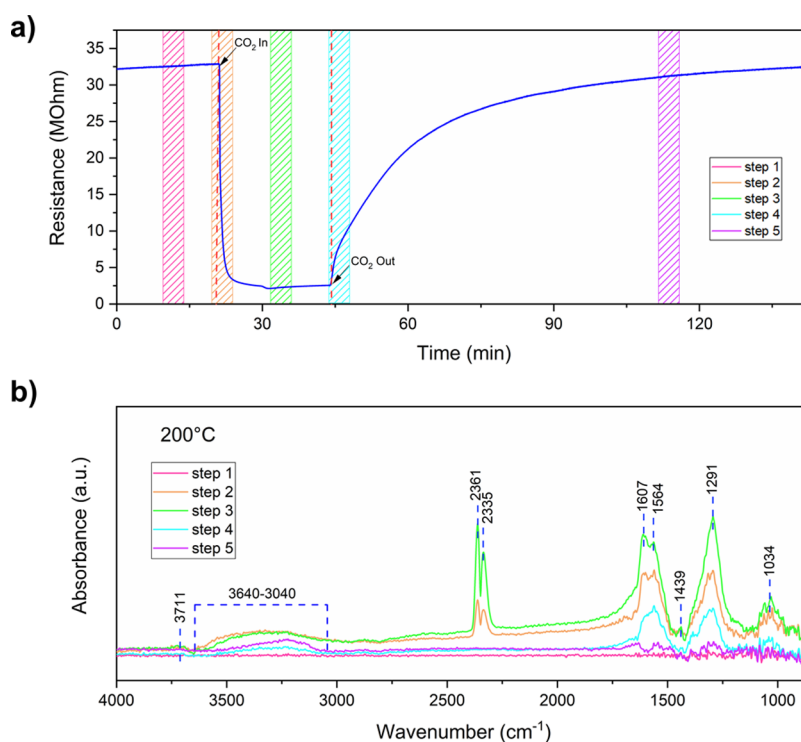 a)
CO2 In
CO2 Out
Resistance (MOhm)
35
30
25
20
15
10
5
0
step 1
step 2
step 3
step 4
step 5
0 30 60 90 120
Time (min)
b)
200°C
step 1
step 2
step 3
step 4
step 5
3711
3640-3040
2361
2335
1607
1564
1439
1291
1034
Absorbance (a.u.)
4000 3500 3000 2500 2000 1500 1000
Wavenumber (cm-1)